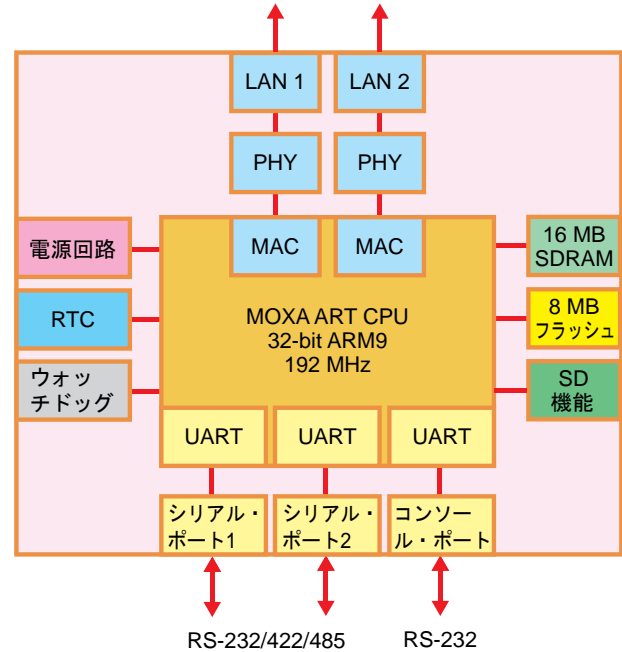 LAN 1
LAN 2
PHY
PHY
MAC
MAC
電源回路
RTC
ウォッ
チドッグ
MOXA ART CPU
32-bit ARM9
192 MHz
16 MB
SDRAM
8 MB
フラッシュ
SD
機能
UART
UART
UART
シリアル・
ポート1
シリアル・
ポート2
コンソー
ル・ポート
RS-232/422/485
RS-232